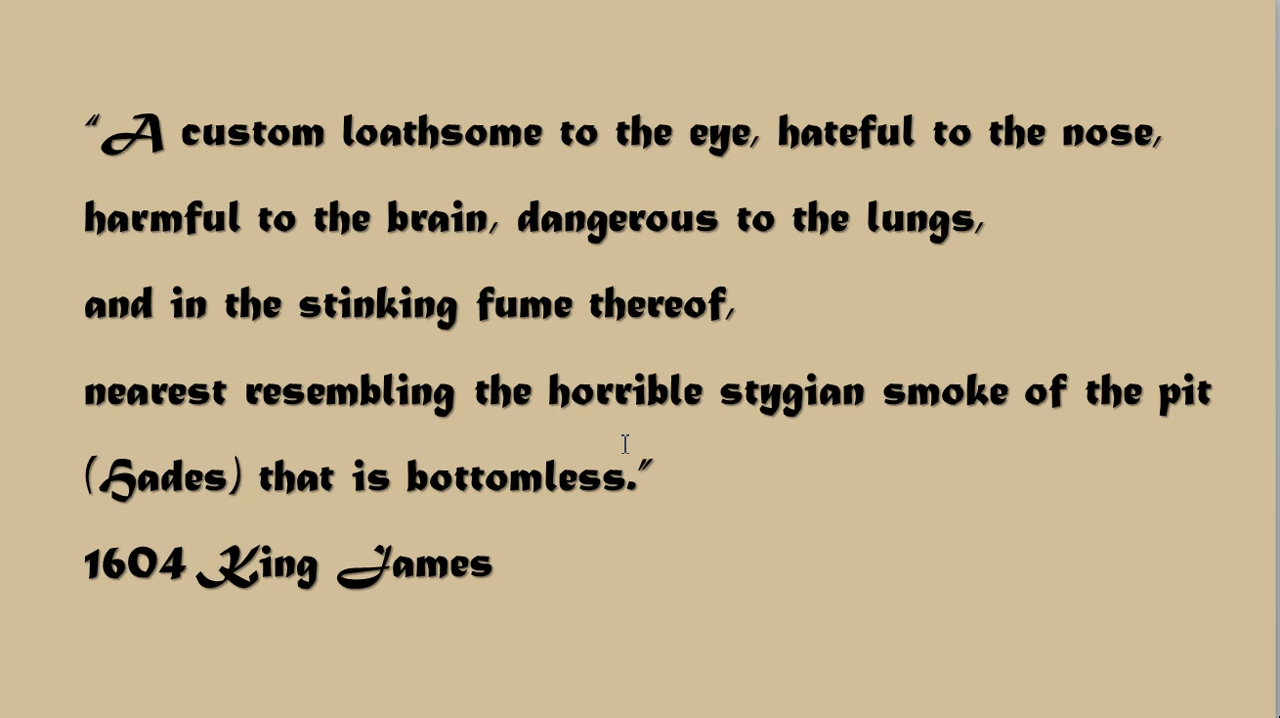 “A custom loathsome to the eye, hateful to the nose,
harmful to the brain, dangerous to the lungs,
and in the stinking fume thereof,
nearest resembling the horrible stygian smoke of the pit
(Hades) that is bottomless.”
1604 King James